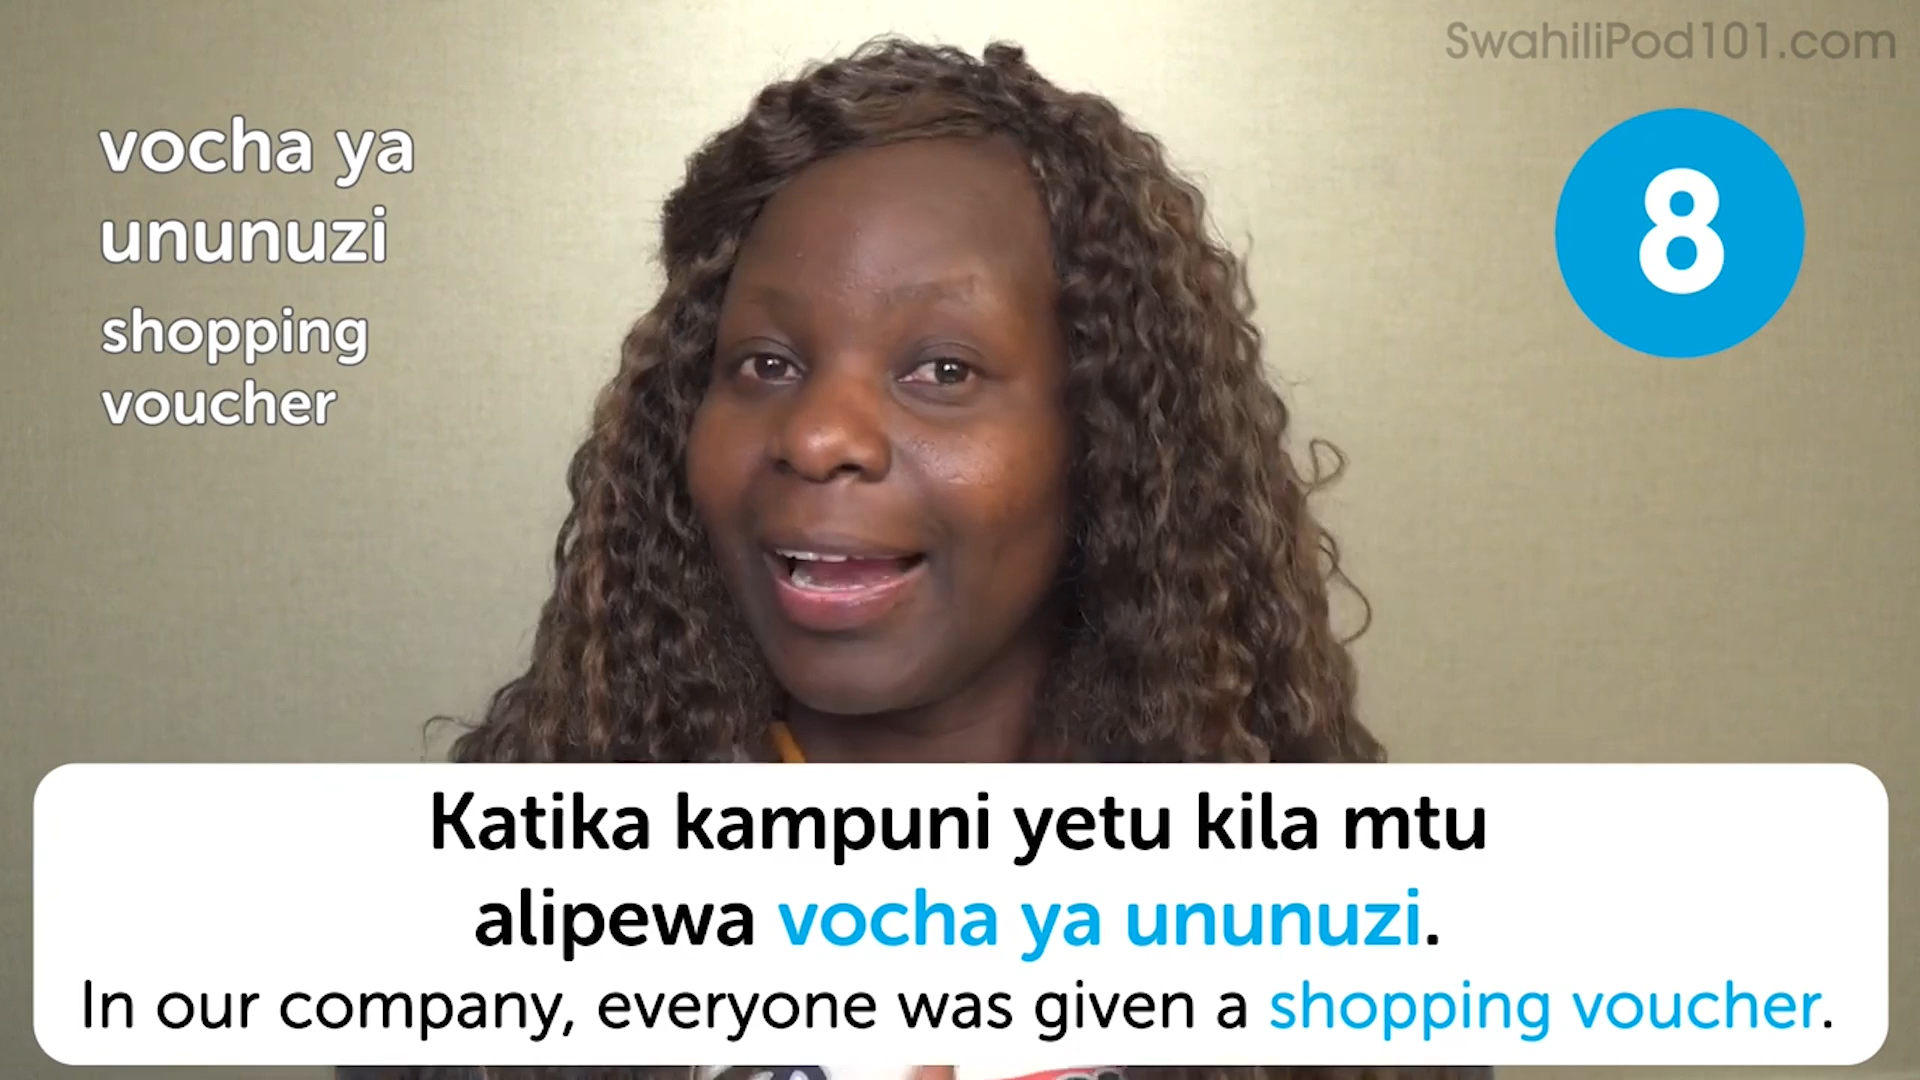 SwahiliPod101.com
vocha ya
ununuzi
shopping
voucher
8
Katika kampuni yetu kila mtu
alipewa vocha ya ununuzi.
In our company, everyone was given a shopping voucher.